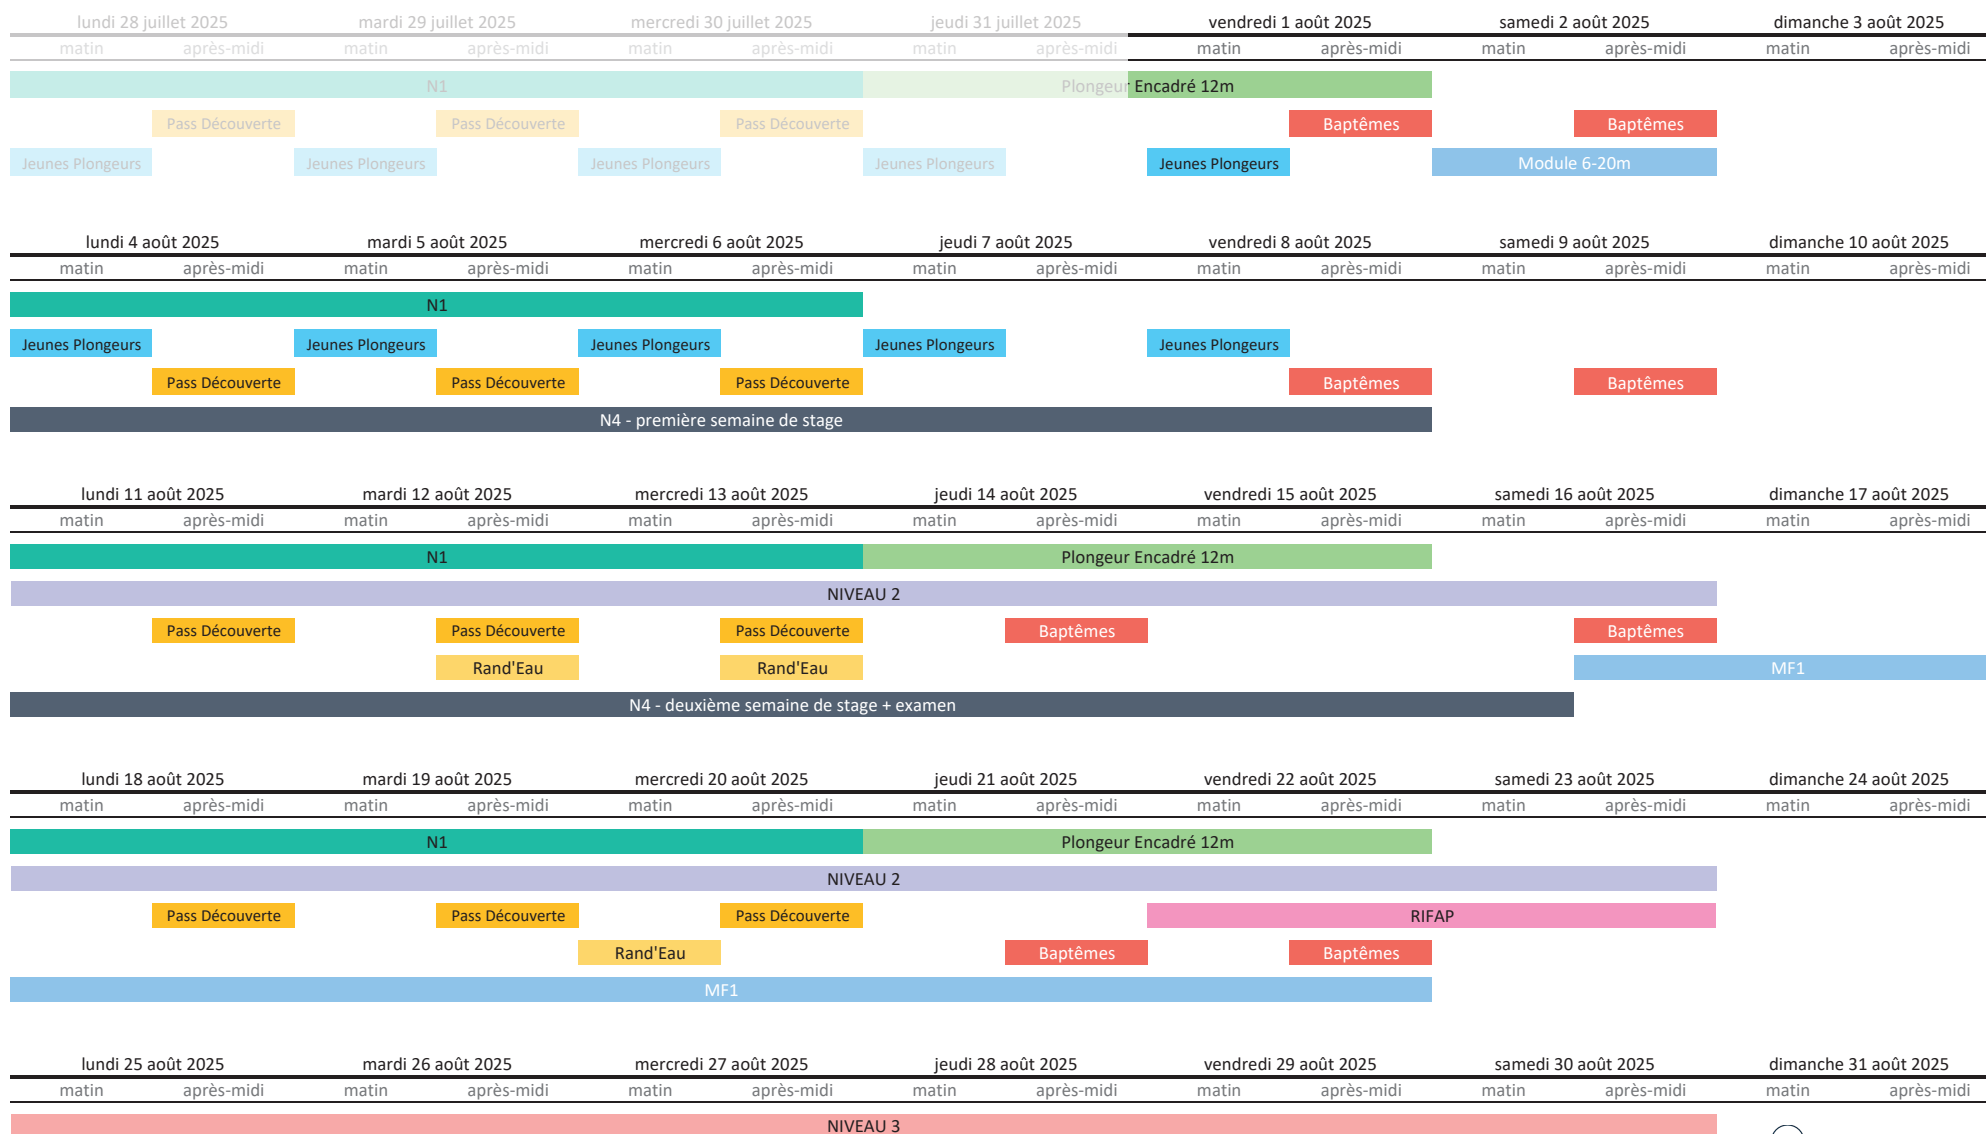 lundi 28 juillet 2025 mardi 29 juillet 2025 mercredi 30 juillet 2025 jeudi 31 juillet 2025 vendredi 1 août 2025 samedi 2 août 2025 dimanche 3 août 2025
matin après-midi matin après-midi matin après-midi matin après-midi matin après-midi matin après-midi matin après-midi
N1 Plongeur Encadré 12m
Pass Découverte Pass Découverte Pass Découverte Baptêmes Baptêmes
Jeunes Plongeurs Jeunes Plongeurs Jeunes Plongeurs Jeunes Plongeurs Jeunes Plongeurs Module 6-20m
lundi 4 août 2025 mardi 5 août 2025 mercredi 6 août 2025 jeudi 7 août 2025 vendredi 8 août 2025 samedi 9 août 2025 dimanche 10 août 2025
matin après-midi matin après-midi matin après-midi matin après-midi matin après-midi matin après-midi matin après-midi
N1
Jeunes Plongeurs Jeunes Plongeurs Jeunes Plongeurs Jeunes Plongeurs Jeunes Plongeurs
Pass Découverte Pass Découverte Pass Découverte Baptêmes Baptêmes
N4 - première semaine de stage
lundi 11 août 2025 mardi 12 août 2025 mercredi 13 août 2025 jeudi 14 août 2025 vendredi 15 août 2025 samedi 16 août 2025 dimanche 17 août 2025
matin après-midi matin après-midi matin après-midi matin après-midi matin après-midi matin après-midi matin après-midi
N1 Plongeur Encadré 12m
NIVEAU 2
Pass Découverte Pass Découverte Pass Découverte Baptêmes Baptêmes
Rand'Eau Rand'Eau MF1
N4 - deuxième semaine de stage + examen
lundi 18 août 2025 mardi 19 août 2025 mercredi 20 août 2025 jeudi 21 août 2025 vendredi 22 août 2025 samedi 23 août 2025 dimanche 24 août 2025
matin après-midi matin après-midi matin après-midi matin après-midi matin après-midi matin après-midi matin après-midi
N1 Plongeur Encadré 12m
NIVEAU 2
Pass Découverte Pass Découverte Pass Découverte RIFAP
Rand'Eau Baptêmes Baptêmes
MF1
lundi 25 août 2025 mardi 26 août 2025 mercredi 27 août 2025 jeudi 28 août 2025 vendredi 29 août 2025 samedi 30 août 2025 dimanche 31 août 2025
matin après-midi matin après-midi matin après-midi matin après-midi matin après-midi matin après-midi matin après-midi
NIVEAU 3